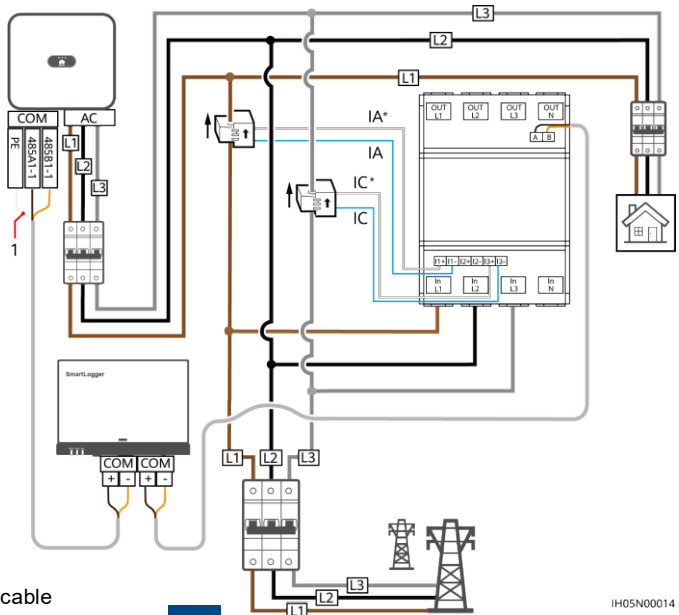 L3
L2
L1
COM
AC
PE
485A1-1
485B1-1
L1
L2
L3
1
IA*
IA
IC*
IC
OUT
L1
OUT
L2
OUT
L3
OUT
N
A B
I1+ I1- I2+ I2- I3+ I3-
In
L1
In
L2
In
L3
In
N
SmartLogger
COM COM
+ - + -
L1 L2 L3
L3
L2
L1
cable
IH05N00014